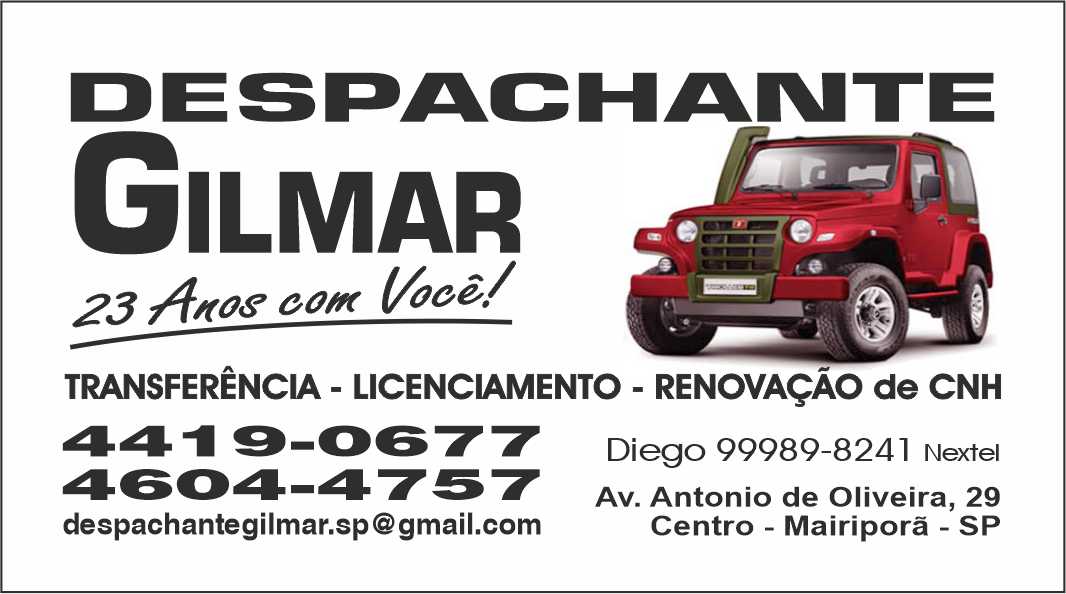 DESPACHANTE
GILMAR
23 Anos com Você!
TRANSFERÊNCIA - LICENCIAMENTO - RENOVAÇÃO de CNH
4419-0677
4604-4757
despachantegilmar.sp@gmail.com
Diego 99989-8241 Nextel
Av. Antonio de Oliveira, 29
Centro - Mairiporã - SP